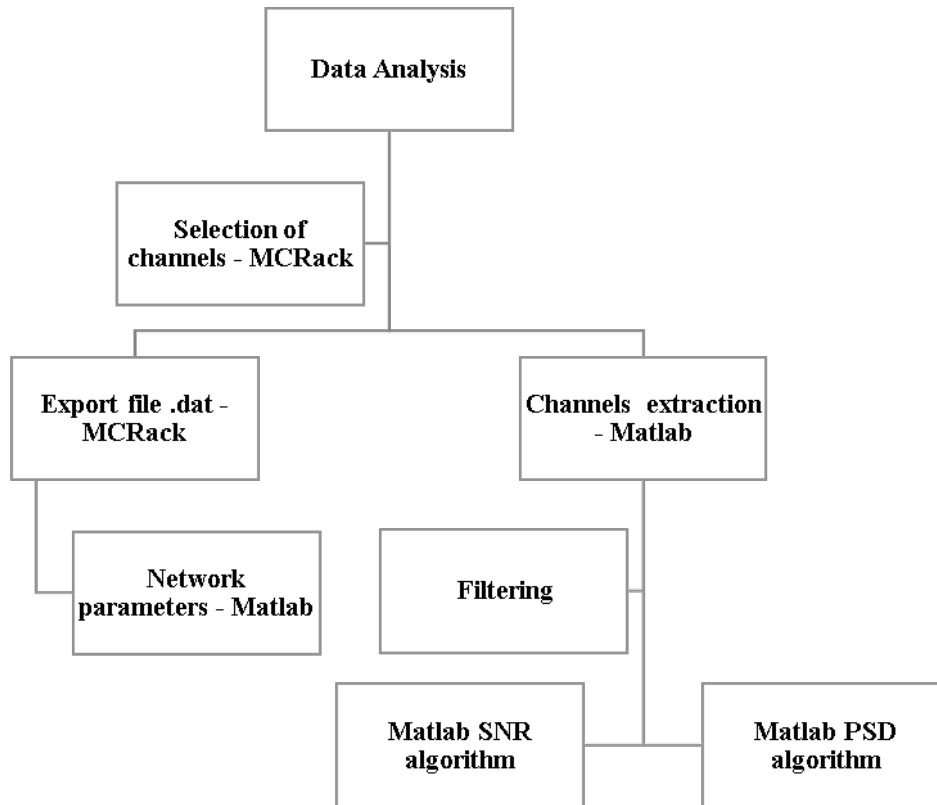 Data Analysis
Selection of
channels - MCRack
Export file .dat -
MCRack
Channels extraction
- Matlab
Network
parameters - Matlab
Filtering
Matlab SNR
algorithm
Matlab PSD
algorithm